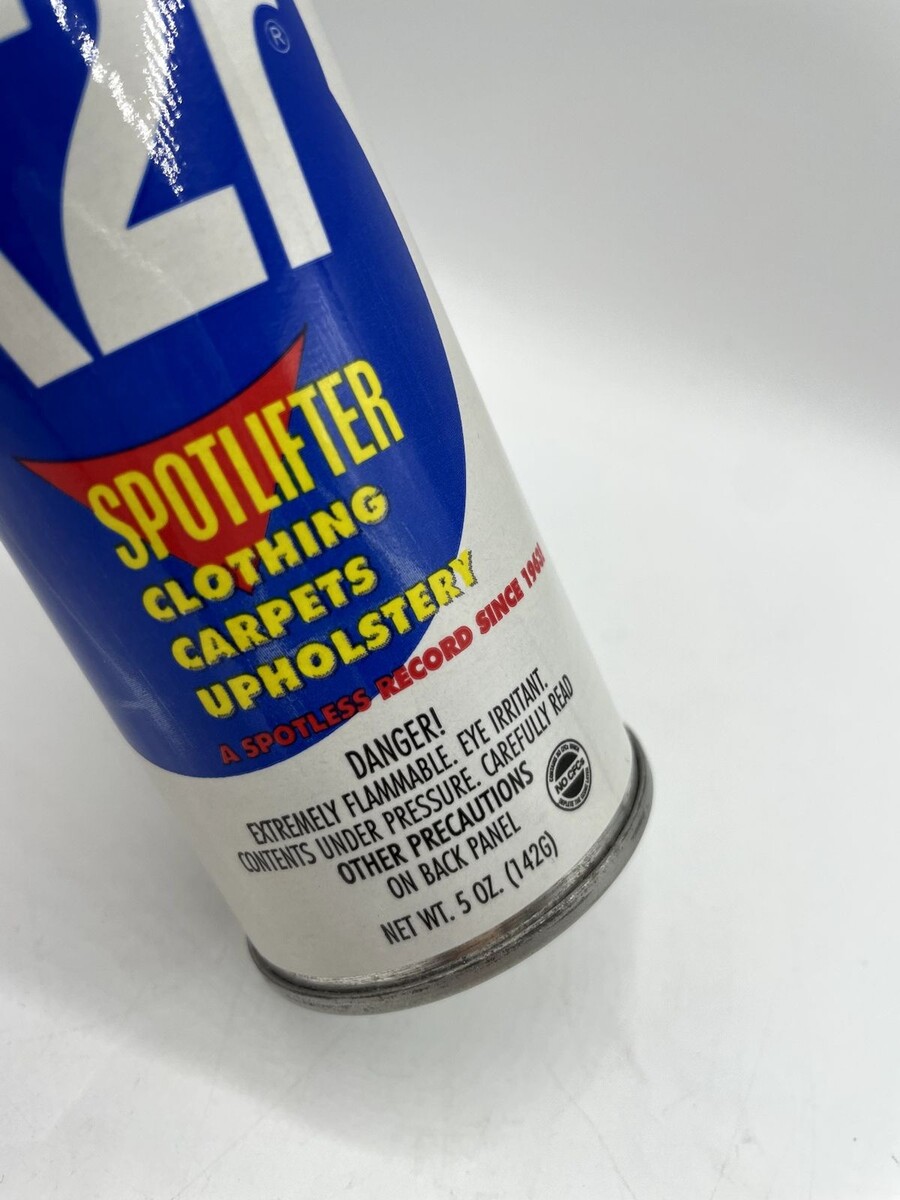 2r®
SPOTLIFTER
CLOTHING
CARPETS
UPHOLSTERY
A SPOTLESS RECORD SINCE
DANGER!
EXTREMELY FLAMMABLE. EYE IRRITANT.
CONTENTS UNDER PRESSURE. CAREFULLY READ
OTHER PRECAUTIONS
ON BACK PANEL
NET WT. 5 OZ. (142G)
NO CFCs